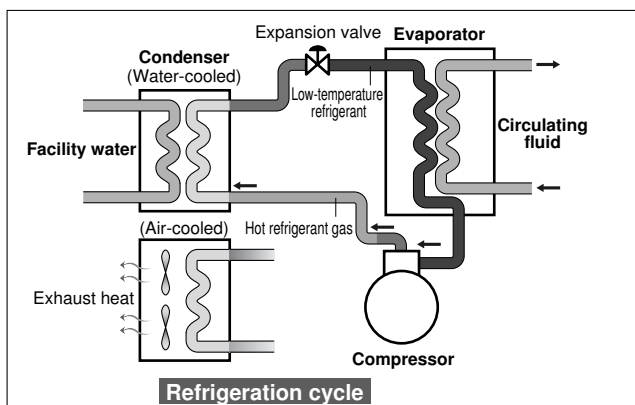 Expansion valve
Evaporator
Condenser
(Water-cooled)
Low-temperature
refrigerant
Facility water
Circulating
fluid
(Air-cooled)
Hot refrigerant gas
Exhaust heat
Compressor
Refrigeration cycle